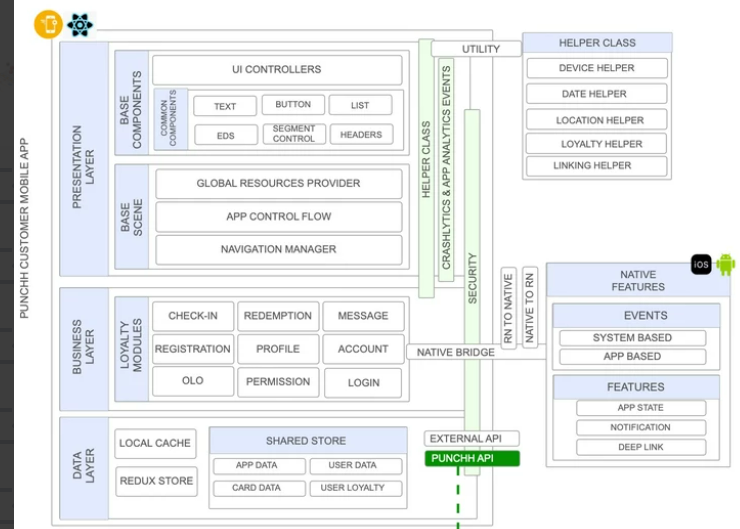 PUNCHH CUSTOMER MOBILE APP
PRESENTATION
LAYER
BASE
COMPONENTS
UI CONTROLLERS
COMMON
COMPONENTS
TEXT
BUTTON
LIST
EDS
SEGMENT
CONTROL
HEADERS
BASE
SCENE
GLOBAL RESOURCES PROVIDER
APP CONTROL FLOW
NAVIGATION MANAGER
HELPER CLASS
CRASHLYTICS & APP ANALYTICS EVENTS
SECURITY
UTILITY
HELPER CLASS
DEVICE HELPER
DATE HELPER
LOCATION HELPER
LOYALTY HELPER
LINKING HELPER
BUSINESS
LAYER
LOYALTY
MODULES
CHECK-IN
REDEMPTION
MESSAGE
REGISTRATION
PROFILE
ACCOUNT
OLO
PERMISSION
LOGIN
NATIVE BRIDGE
RN TO NATIVE
NATIVE TO RN
iOS
NATIVE
FEATURES
EVENTS
SYSTEM BASED
APP BASED
FEATURES
APP STATE
NOTIFICATION
DEEP LINK
DATA
LAYER
LOCAL CACHE
REDUX STORE
SHARED STORE
APP DATA
USER DATA
CARD DATA
USER LOYALTY
EXTERNAL API
PUNCHH API